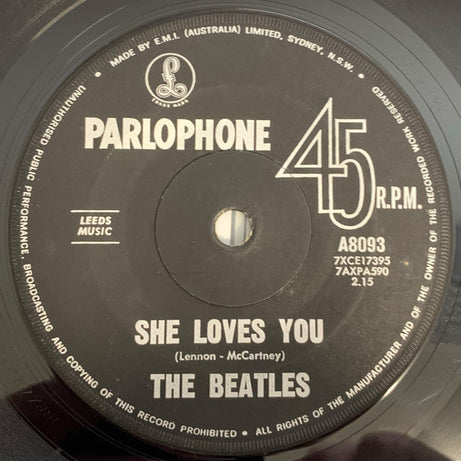 MADE BY E.M.I. (AUSTRALIA) LIMITED, SYDNEY, N.S.W.
£
TRADE MARK
PARLOPHONE
45 R.P.M.
LEEDS
MUSIC
A8093
7XCE17395
7AXPA590
2.15
SHE LOVES YOU
(Lennon - McCartney)
THE BEATLES
UNAUTHORISED PUBLIC PERFORMANCE, BROADCASTING AND COPYING OF THIS RECORD PROHIBITED • ALL RIGHTS OF THE MANUFACTURER AND OF THE OWNER OF THE RECORDED WORK RESERVED